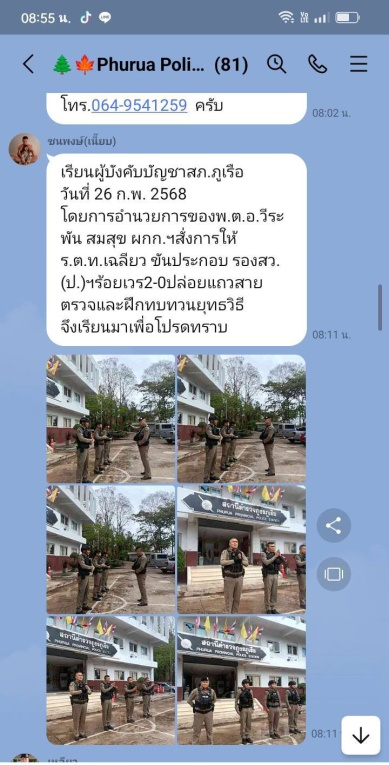 08:55 น.
Phurua Poli... (81)
โทร.064-9541259 ครับ
08:02 น.
ชนพงษ์(เนี๊ยบ)
เรียนผู้บังคับบัญชาสภ.ภูเรือ
วันที่ 26 ก.พ. 2568
โดยการอำนวยการของพ.ต.อ.วีระ
พัน สมสุข ผกก.ฯสั่งการให้
ร.ต.ท.เฉลียว ขันประกอบ รองสว.
(ป.)ฯร้อยเวร2-0ปล่อยแถวสาย
ตรวจและฝึกทบทวนยุทธวิธี
จึงเรียนมาเพื่อโปรดทราบ
08:11 น.
สถานีตำรวจภูธรภูเรือ
PHURUA PROVINCIAL POLICE STATION
สถานีตำรวจภูธรภูเรือ
PHURUA PROVINCIAL POLICE STATION
สถานีตำรวจภูธรภูเรือ
PHURUA PROVINCIAL POLICE STATION
08:11